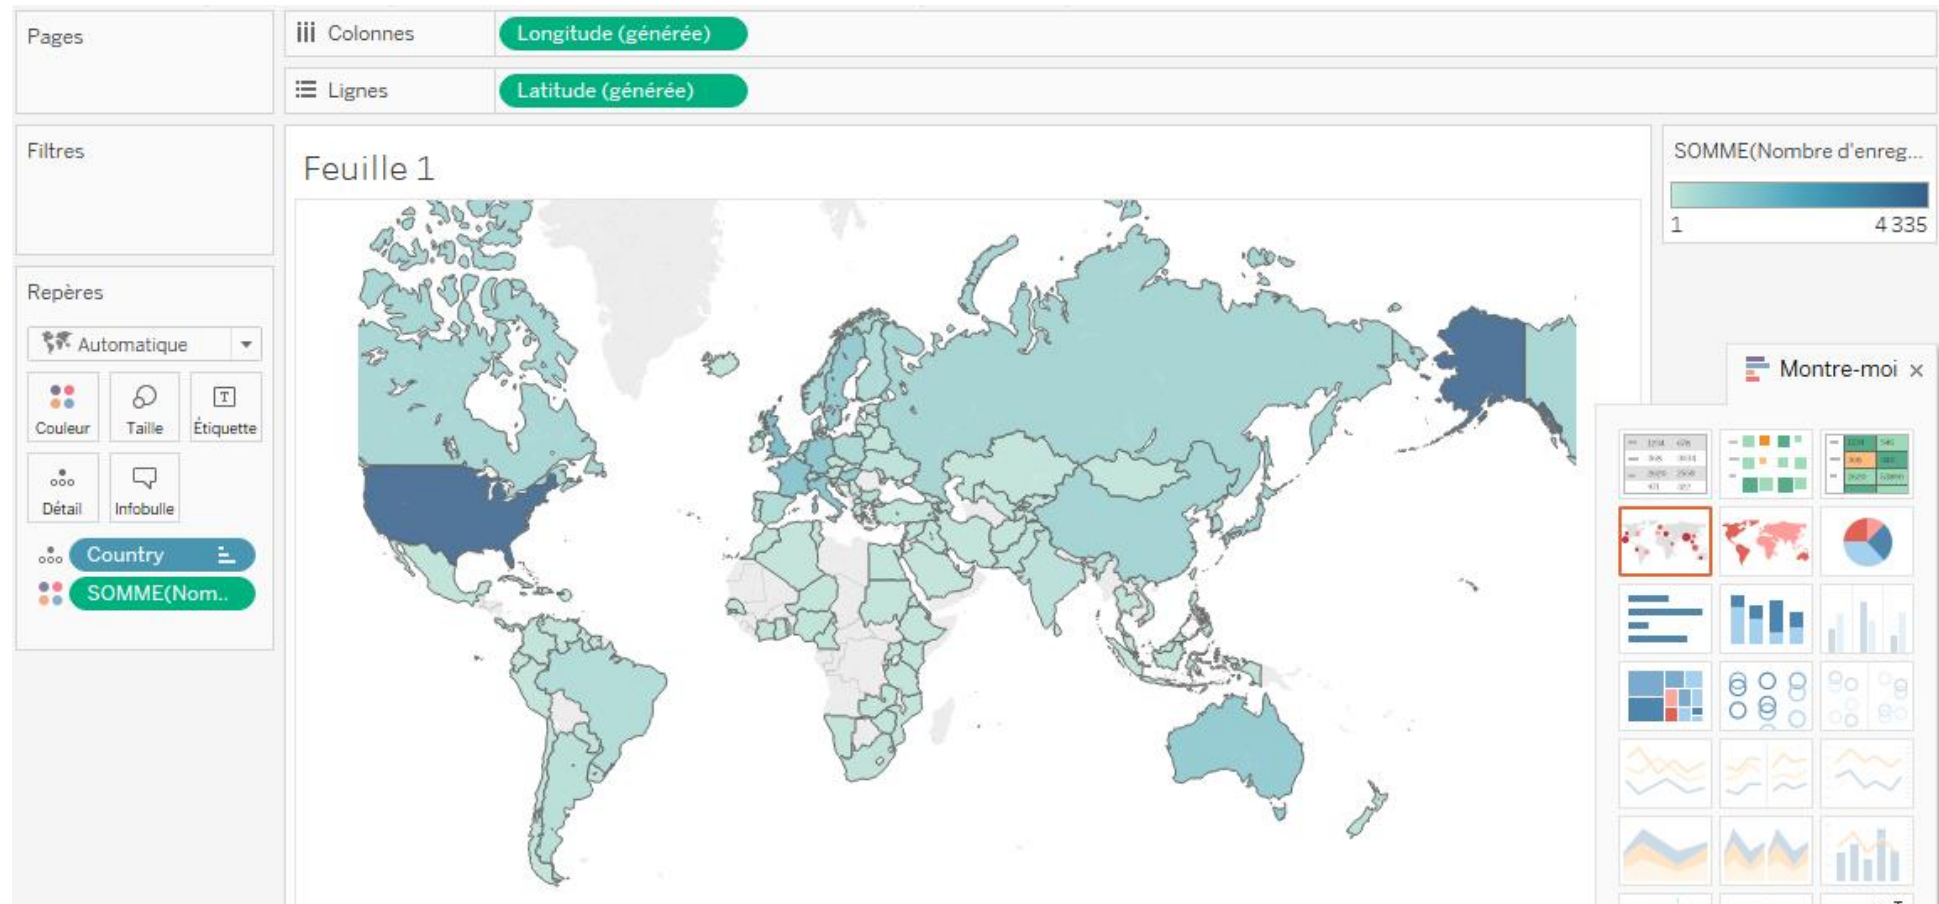 Pages
Colonnes
Longitude (générée)
Lignes
Latitude (générée)
Filtres
Feuille 1
SOMME(Nombre d'enreg...
1
4 335
Repères
Automatique
Couleur
Taille
Étiquette
Détail
Infobulle
Country
SOMME(Nom..
Montre-moi